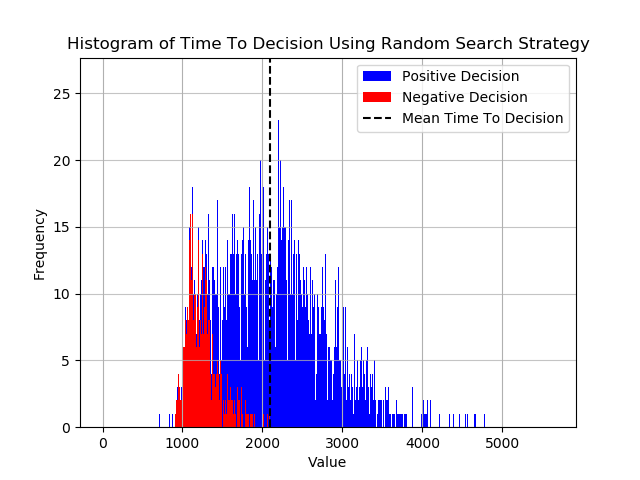 Histogram of Time To Decision Using Random Search Strategy
Positive Decision
Negative Decision
Mean Time To Decision
Frequency
25
20
15
10
5
0
0 1000 2000 3000 4000 5000
Value